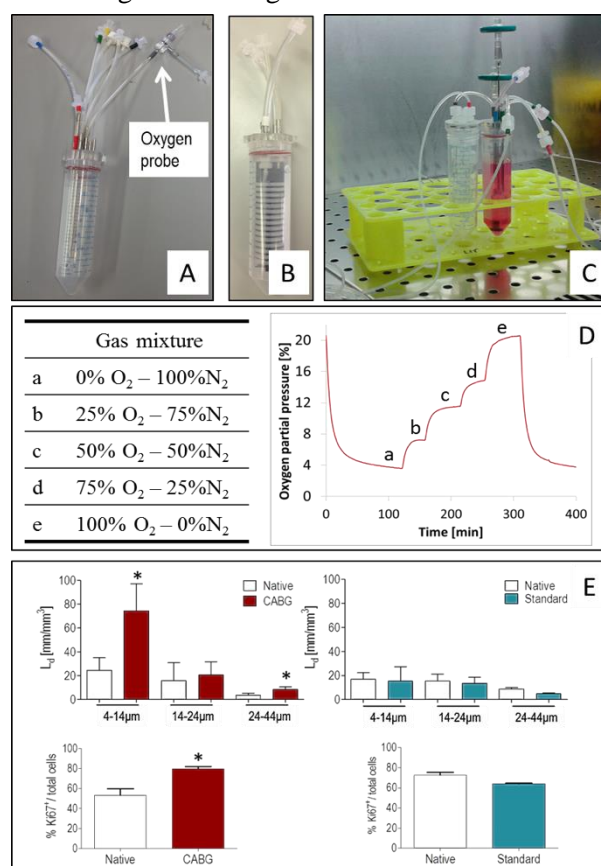 Oxygen
probe
A
B
C
Gas mixture
a 0% O₂ – 100%N₂
b 25% O₂ – 75%N₂
c 50% O₂ – 50%N₂
d 75% O₂ – 25%N₂
e 100% O₂ – 0%N₂
D
Oxygen partial pressure [%]
20
16
12
8
4
0
a
b
c
d
e
0 100 200 300 400
Time [min]
E
Ld [mm/mm³]
100
80
60
40
20
0
*
*
Native
CABG
4-14µm 14-24µm 24-44µm
100
80
60
40
20
0
Native
Standard
4-14µm 14-24µm 24-44µm
% Ki67⁺/ total cells
100
80
60
40
20
0
*
Native CABG
% Ki67⁺/ total cells
100
80
60
40
20
0
Native Standard